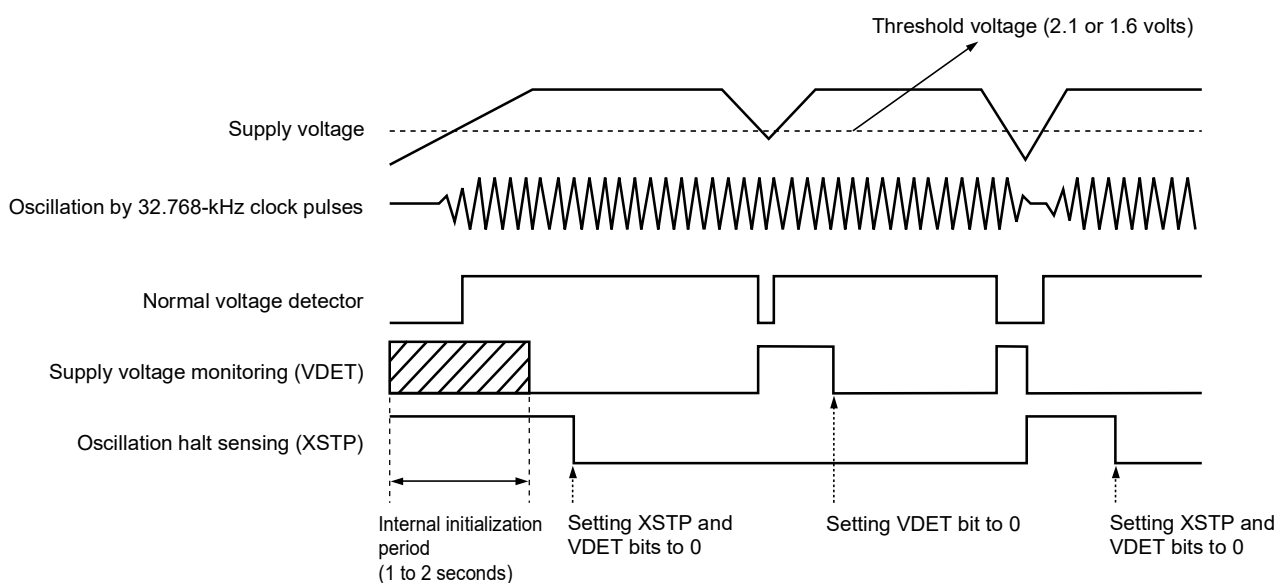 Threshold voltage (2.1 or 1.6 volts)
Supply voltage
Oscillation by 32.768-kHz clock pulses
Normal voltage detector
Supply voltage monitoring (VDET)
Oscillation halt sensing (XSTP)
Internal initialization
period
(1 to 2 seconds)
Setting XSTP and
VDET bits to 0
Setting VDET bit to 0
Setting XSTP and
VDET bits to 0